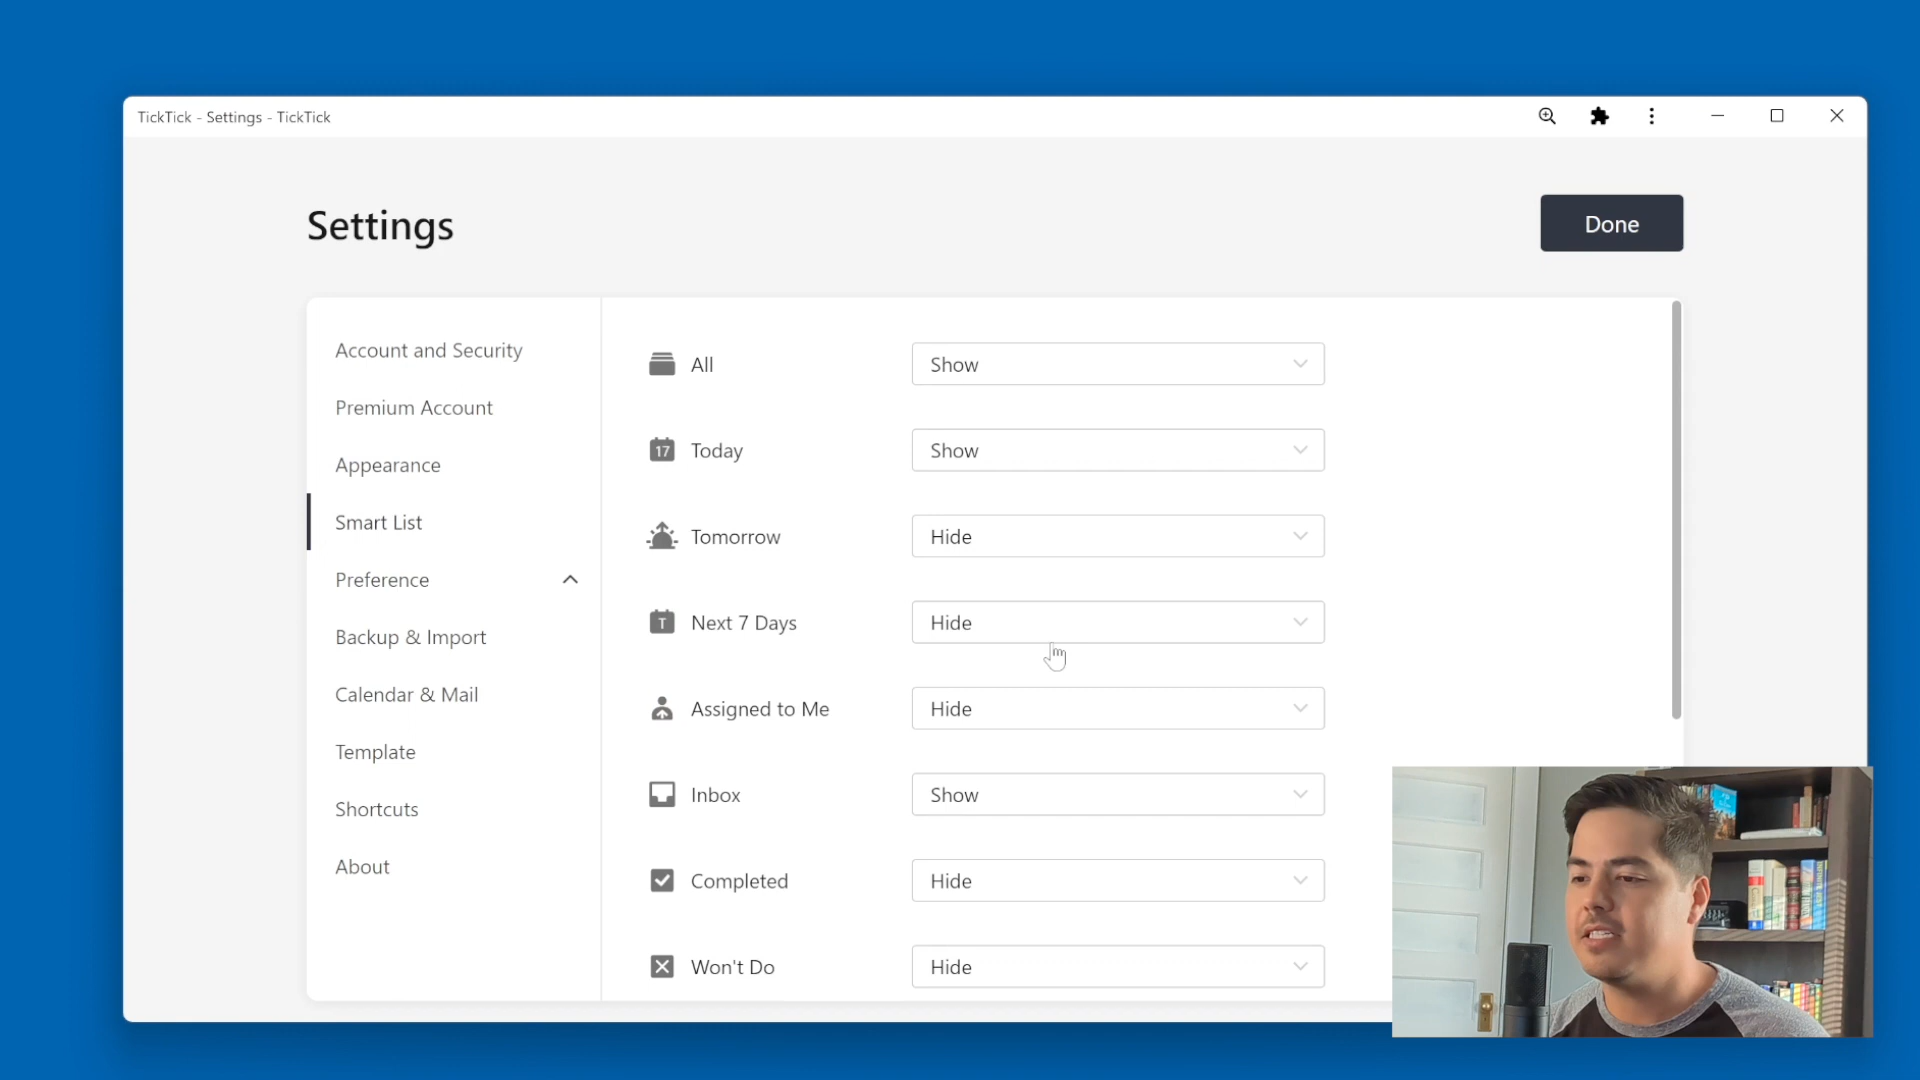 TickTick - Settings - TickTick
Settings
Done
Account and Security
Premium Account
Appearance
Smart List
Preference
Backup & Import
Calendar & Mail
Template
Shortcuts
About
All Show
17 Today Show
Tomorrow Hide
T Next 7 Days Hide
Assigned to Me Hide
Inbox Show
Completed Hide
Won't Do Hide